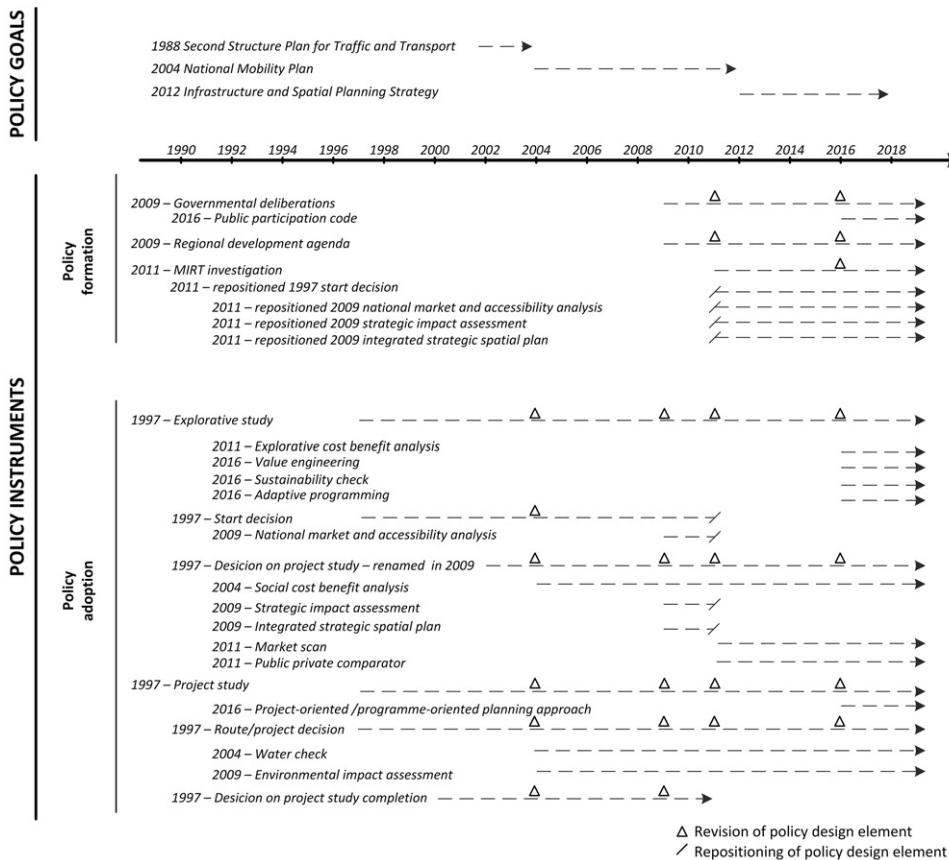 POLICY GOALS
1988 Second Structure Plan for Traffic and Transport
2004 National Mobility Plan
2012 Infrastructure and Spatial Planning Strategy
1990 1992 1994 1996 1998 2000 2002 2004 2006 2008 2010 2012 2014 2016 2018
POLICY INSTRUMENTS
Policy
formation
2009 – Governmental deliberations
2016 – Public participation code
2009 – Regional development agenda
2011 – MIRT investigation
2011 – repositioned 1997 start decision
2011 – repositioned 2009 national market and accessibility analysis
2011 – repositioned 2009 strategic impact assessment
2011 – repositioned 2009 integrated strategic spatial plan
Policy
adoption
1997 – Explorative study
2011 – Explorative cost benefit analysis
2016 – Value engineering
2016 – Sustainability check
2016 – Adaptive programming
1997 – Start decision
2009 – National market and accessibility analysis
1997 – Desicion on project study – renamed in 2009
2004 – Social cost benefit analysis
2009 – Strategic impact assessment
2009 – Integrated strategic spatial plan
2011 – Market scan
2011 – Public private comparator
1997 – Project study
2016 – Project-oriented /programme-oriented planning approach
1997 – Route/project decision
2004 – Water check
2009 – Environmental impact assessment
1997 – Desicion on project study completion
Revision of policy design element
Repositioning of policy design element